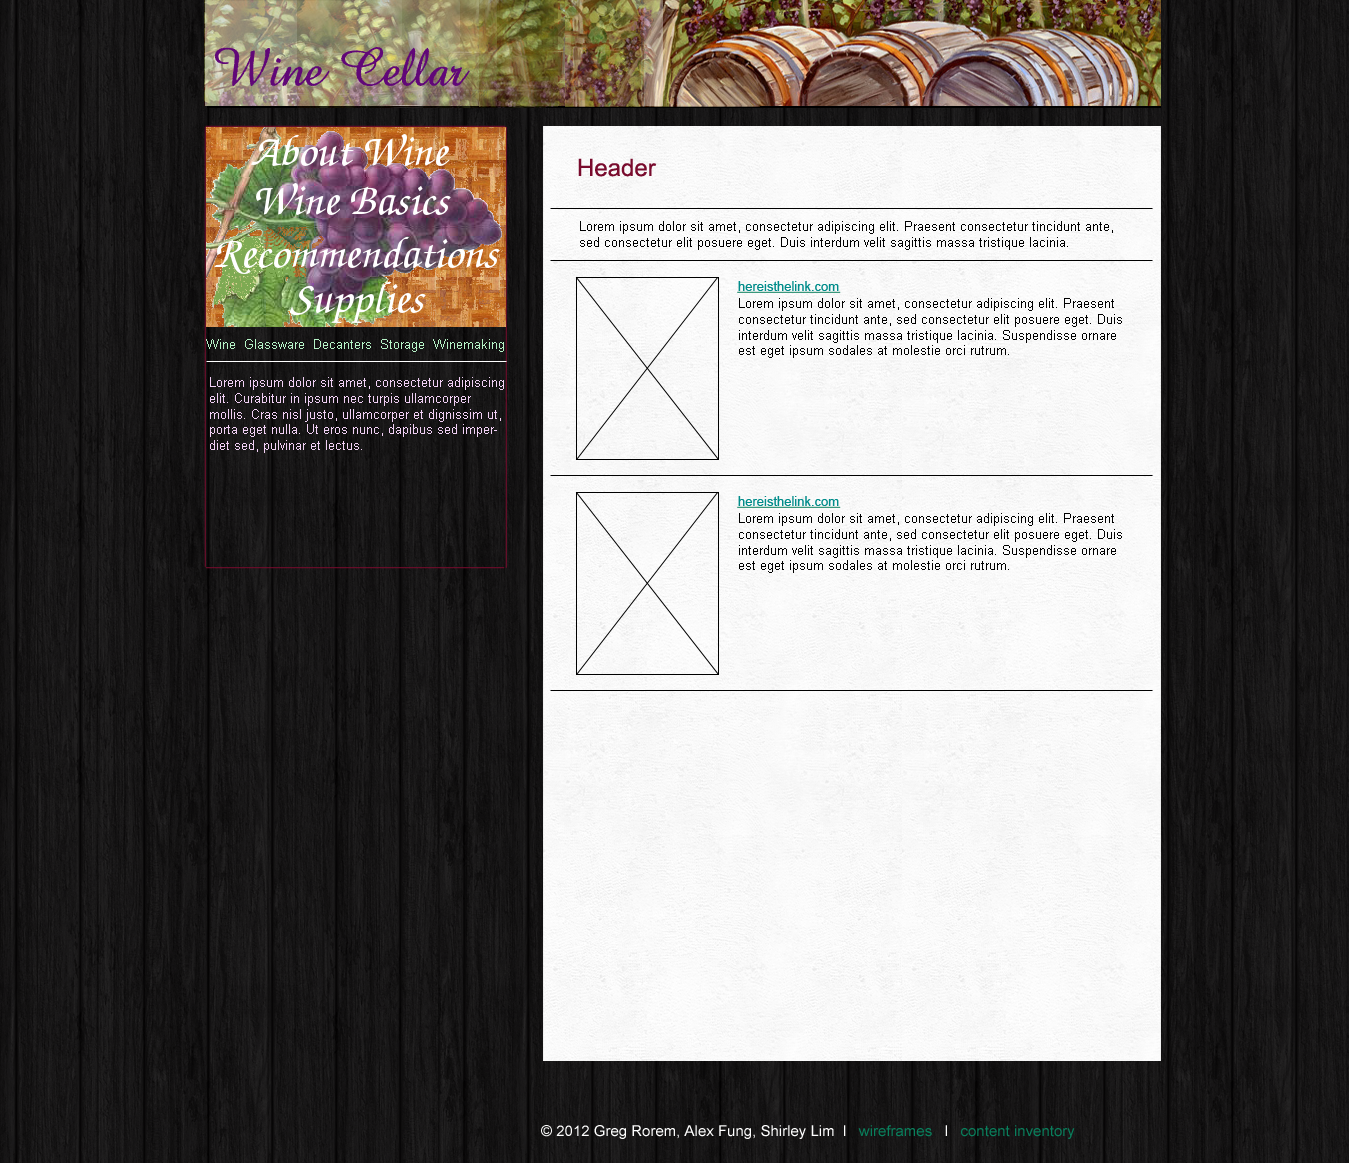 Wine Cellar
About Wine
Wine Basics
Recommendations
Supplies
Wine Glassware Decanters Storage Winemaking
Lorem ipsum dolor sit amet, consectetur adipiscing
elit. Curabitur in ipsum nec turpis ullamcorper
mollis. Cras nisl justo, ullamcorper et dignissim ut,
porta eget nulla. Ut eros nunc, dapibus sed imper-
diet sed, pulvinar et lectus.
Header
Lorem ipsum dolor sit amet, consectetur adipiscing elit. Praesent consectetur tincidunt ante,
sed consectetur elit posuere eget. Duis interdum velit sagittis massa tristique lacinia.
hereisthelink.com
Lorem ipsum dolor sit amet, consectetur adipiscing elit. Praesent
consectetur tincidunt ante, sed consectetur elit posuere eget. Duis
interdum velit sagittis massa tristique lacinia. Suspendisse ornare
est eget ipsum sodales at molestie orci rutrum.
hereisthelink.com
Lorem ipsum dolor sit amet, consectetur adipiscing elit. Praesent
consectetur tincidunt ante, sed consectetur elit posuere eget. Duis
interdum velit sagittis massa tristique lacinia. Suspendisse ornare
est eget ipsum sodales at molestie orci rutrum.
© 2012 Greg Rorem, Alex Fung, Shirley Lim | wireframes | content inventory